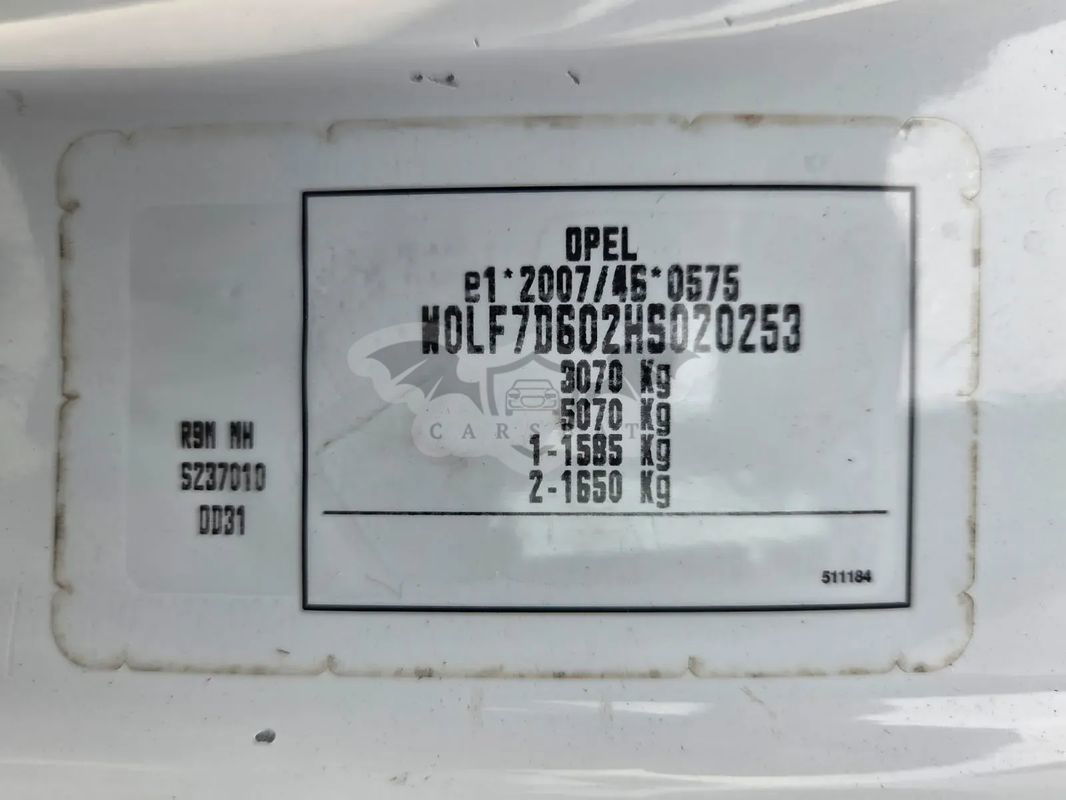 OPEL
e1*2007/46*0575
W0LF7D602HS020253
3070 Kg
5070 Kg
1-1585 Kg
2-1650 Kg
R9M MH
S237010
DD31
511184